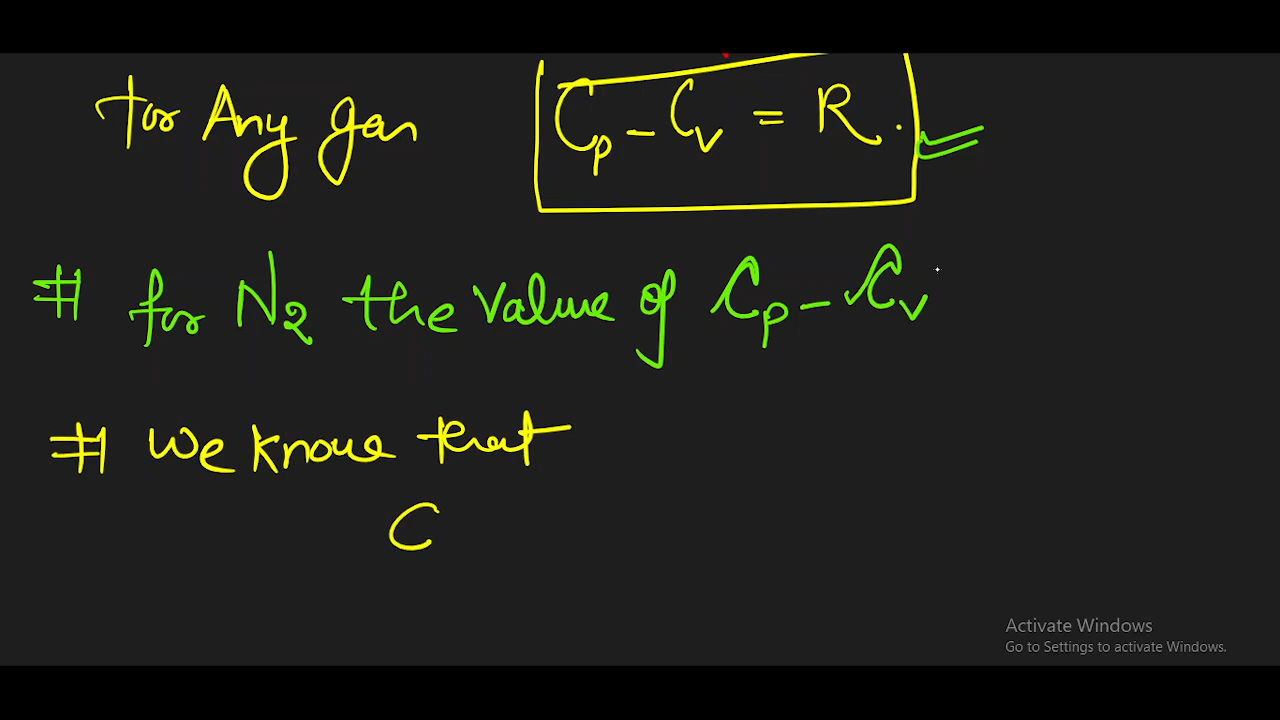 for Any gas
Cp - Cv = R.
# for N2 the value of Cp - Cv
# We know that
C
Activate Windows
Go to Settings to activate Windows.